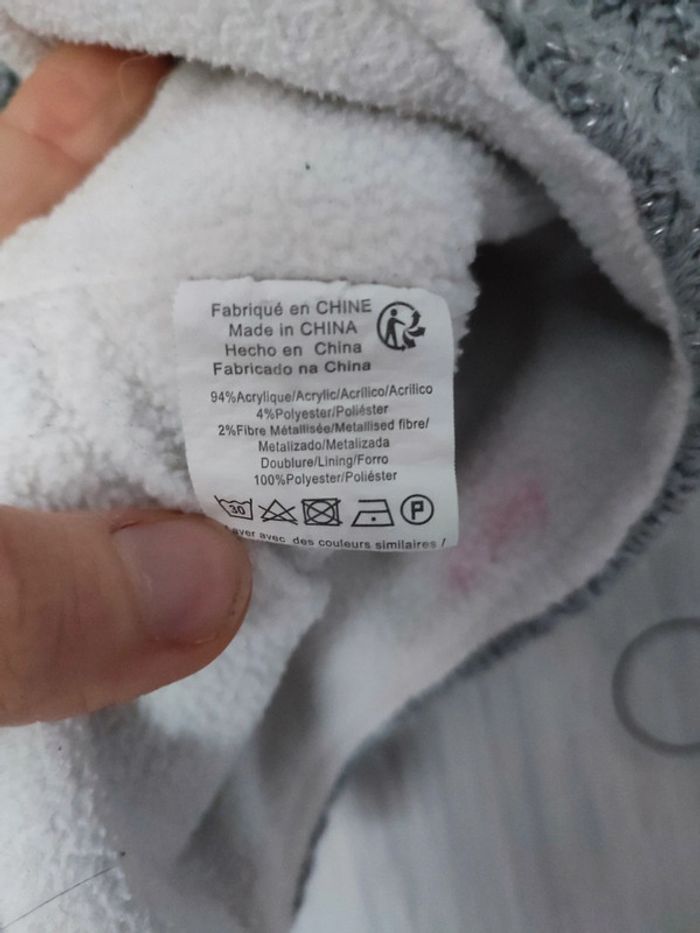 Fabriqué en CHINE
Made in CHINA
Hecho en China
Fabricado na China
94%Acrylique/Acrylic/Acrílico/Acrílico
4%Polyester/Poliéster
2%Fibre Métallisée/Metallised fibre/
Metalizado/Metalizada
Doublure/Lining/Forro
100%Polyester/Poliéster
30 P
Laver avec des couleurs similaires /